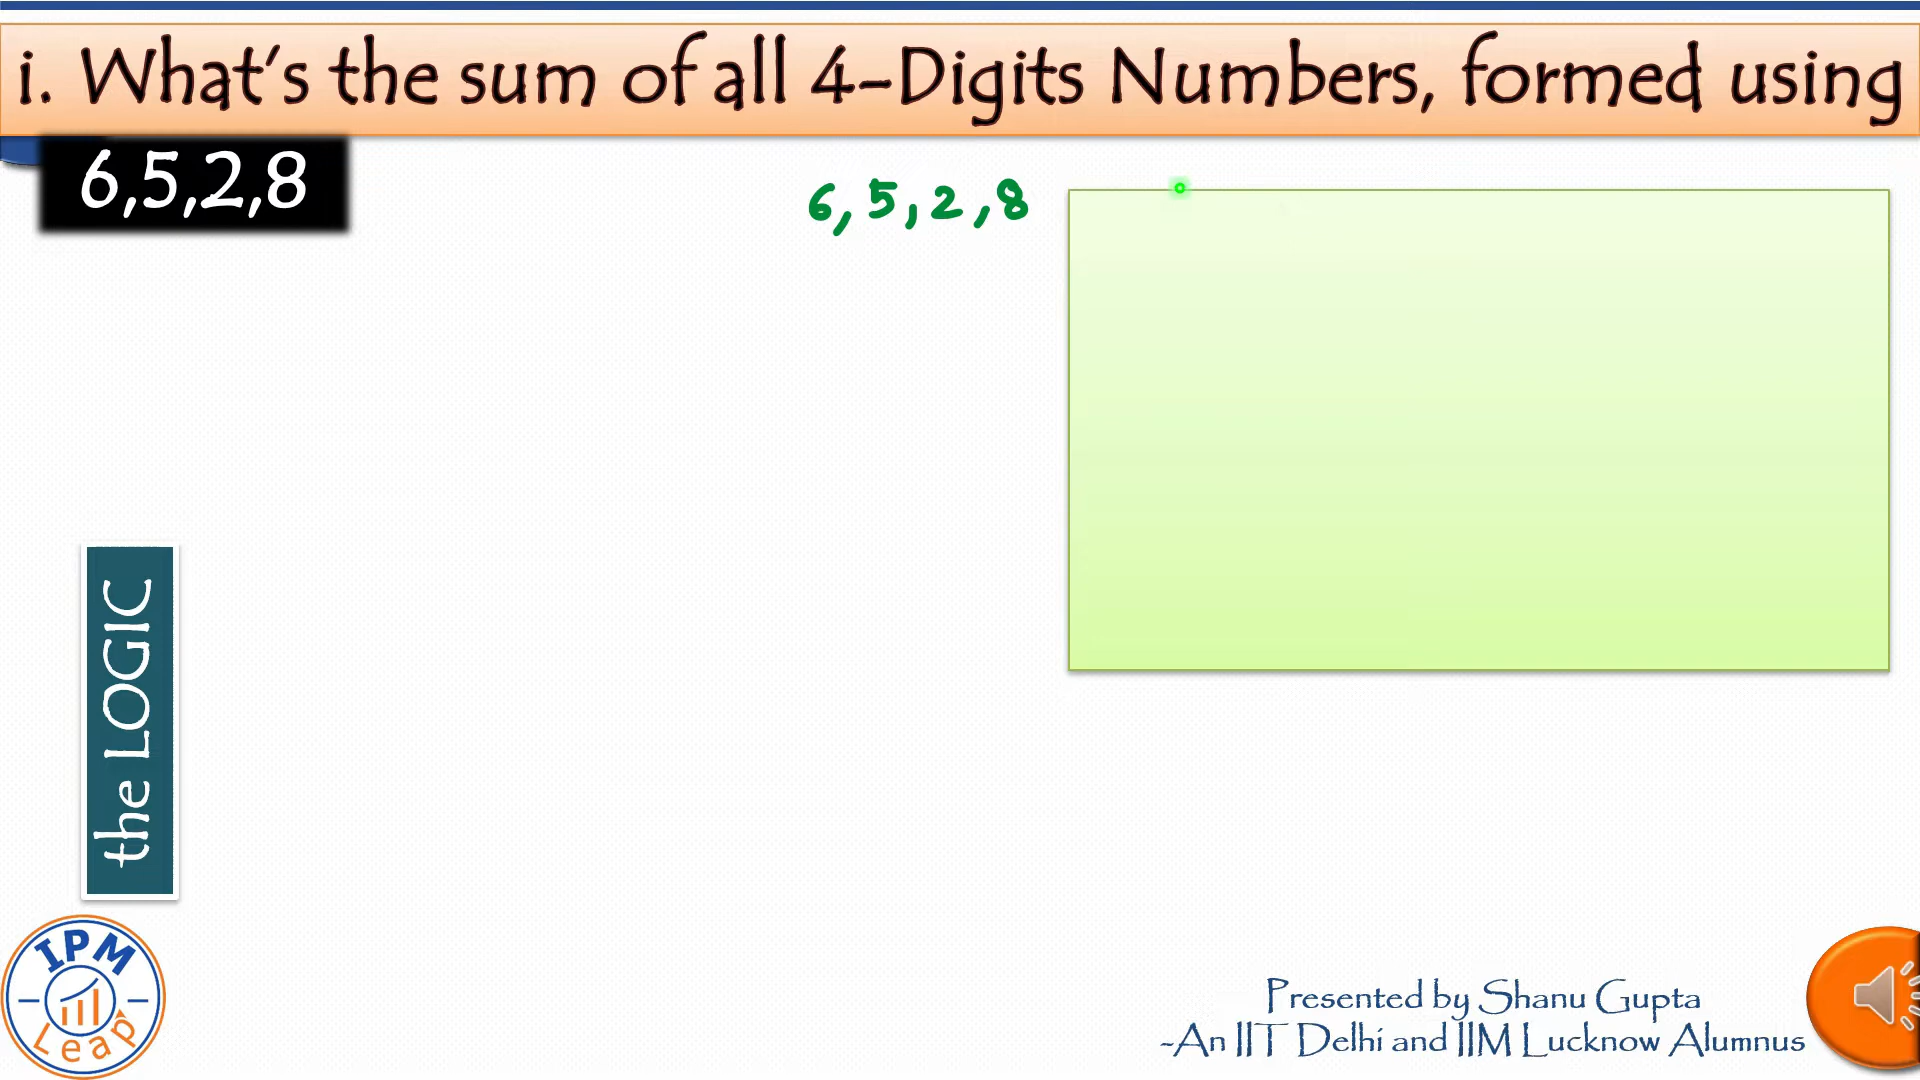 i. What's the sum of all 4-Digits Numbers, formed using
6,5,2,8
6,5,2,8
the LOGIC
IPM
Leap
Presented by Shanu Gupta
-An IIT Delhi and IIM Lucknow Alumnus